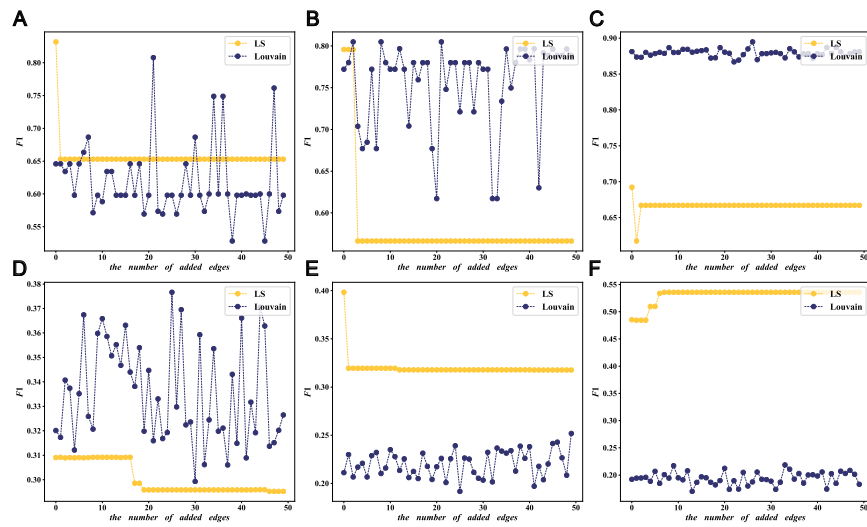 A
B
C
LS
Louvain
LS
Louvain
LS
Louvain
F1
0.80
0.75
0.70
0.65
0.60
0.55
F1
0.80
0.75
0.70
0.65
0.60
F1
0.90
0.85
0.80
0.75
0.70
0.65
0 10 20 30 40 50
0 10 20 30 40 50
0 10 20 30 40 50
the number of added edges
the number of added edges
the number of added edges
D
E
F
LS
Louvain
LS
Louvain
LS
Louvain
F1
0.38
0.37
0.36
0.35
0.34
0.33
0.32
0.31
0.30
F1
0.40
0.35
0.30
0.25
0.20
F1
0.55
0.50
0.45
0.40
0.35
0.30
0.25
0.20
0 10 20 30 40 50
0 10 20 30 40 50
0 10 20 30 40 50
the number of added edges
the number of added edges
the number of added edges